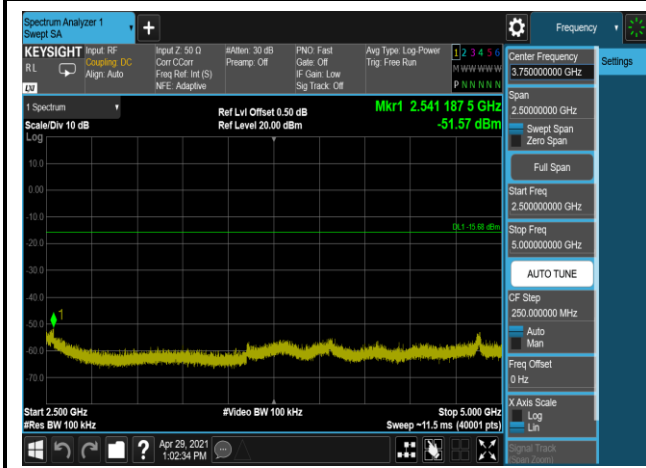 Spectrum Analyzer 1
Swept SA
+
Frequency
KEYSIGHT
RL
LXI
Input: RF
Coupling: DC
Align: Auto
Input Z: 50 Ω
Corr CCorr
Freq Ref: Int (S)
NFE: Adaptive
#Atten: 30 dB
Preamp: Off
PNO: Fast
Gate: Off
IF Gain: Low
Sig Track: Off
Avg Type: Log-Power
Trig: Free Run
1 2 3 4 5 6
M W W W W W
P N N N N N
1 Spectrum
Scale/Div 10 dB
Log
Ref Lvl Offset 0.50 dB
Ref Level 20.00 dBm
Mkr1 2.541 187 5 GHz
-51.57 dBm
10.0
0.00
-10.0
-20.0
-30.0
-40.0
-50.0
-60.0
-70.0
DL1 -15.68 dBm
1
Start 2.500 GHz
#Res BW 100 kHz
#Video BW 100 kHz
Stop 5.000 GHz
Sweep ~11.5 ms (40001 pts)
Apr 29, 2021
1:02:34 PM
Center Frequency
3.750000000 GHz
Span
2.50000000 GHz
Swept Span
Zero Span
Full Span
Start Freq
2.500000000 GHz
Stop Freq
5.000000000 GHz
AUTO TUNE
CF Step
250.000000 MHz
Auto
Man
Freq Offset
0 Hz
X Axis Scale
Log
Lin
Signal Track
(Span Zoom)
Settings